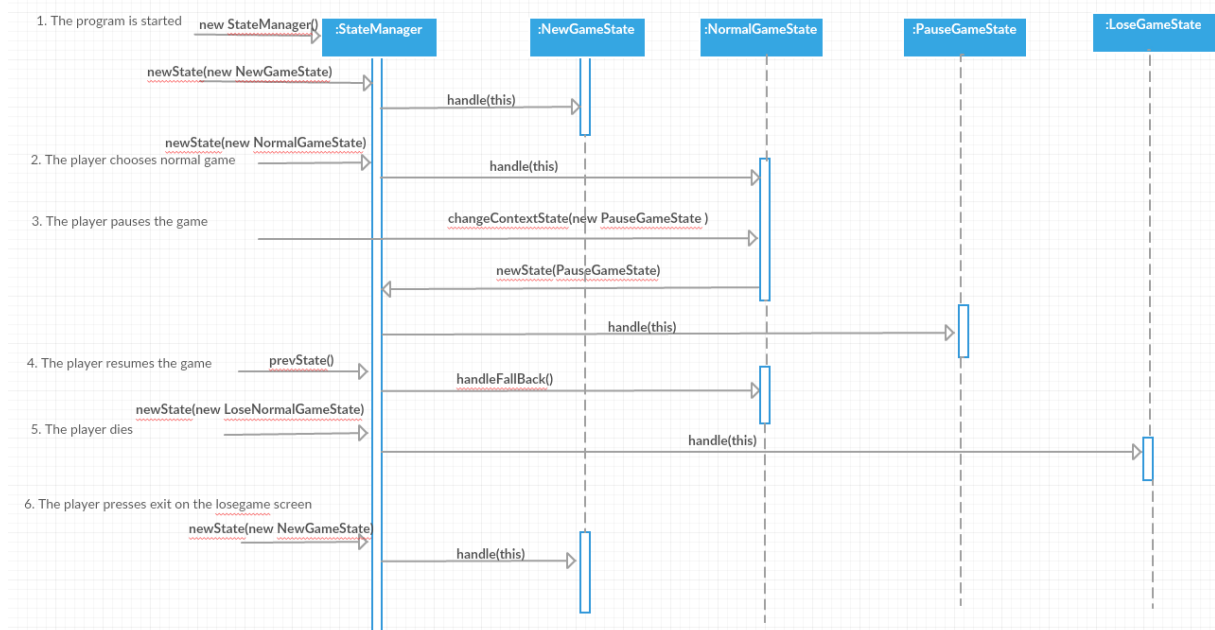 1. The program is started
new StateManager()
:StateManager
:NewGameState
:NormalGameState
:PauseGameState
:LoseGameState
newState(new NewGameState)
handle(this)
newState(new NormalGameState)
2. The player chooses normal game
handle(this)
3. The player pauses the game
changeContextState(new PauseGameState )
newState(PauseGameState)
handle(this)
4. The player resumes the game
prevState()
handleFallBack()
newState(new LoseNormalGameState)
5. The player dies
handle(this)
6. The player presses exit on the losegame screen
newState(new NewGameState)
handle(this)